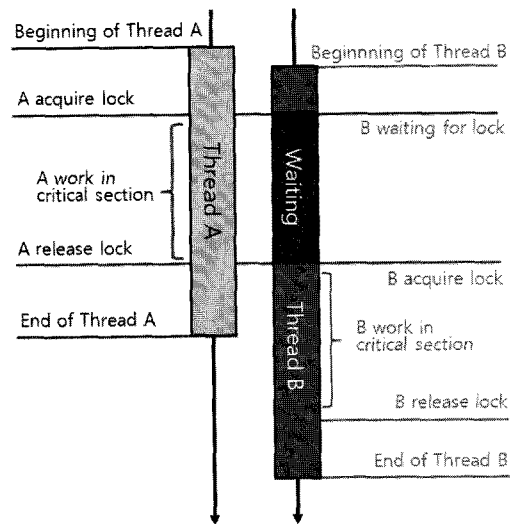 Beginning of Thread A
Beginnning of Thread B
A acquire lock
B waiting for lock
A work in
critical section
Thread A
Waiting
A release lock
B acquire lock
End of Thread A
Thread B
B work in
critical section
B release lock
End of Thread B